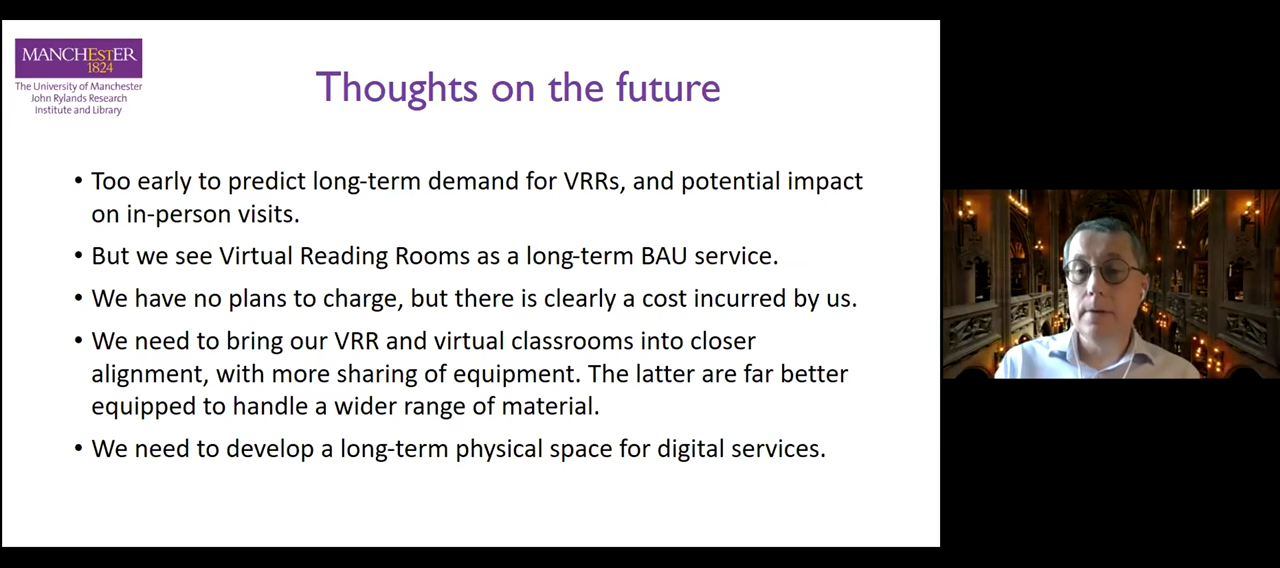 MANCHESTER
1824
The University of Manchester
John Rylands Research
Institute and Library
Thoughts on the future
• Too early to predict long-term demand for VRRs, and potential impact
on in-person visits.
• But we see Virtual Reading Rooms as a long-term BAU service.
• We have no plans to charge, but there is clearly a cost incurred by us.
• We need to bring our VRR and virtual classrooms into closer
alignment, with more sharing of equipment. The latter are far better
equipped to handle a wider range of material.
• We need to develop a long-term physical space for digital services.